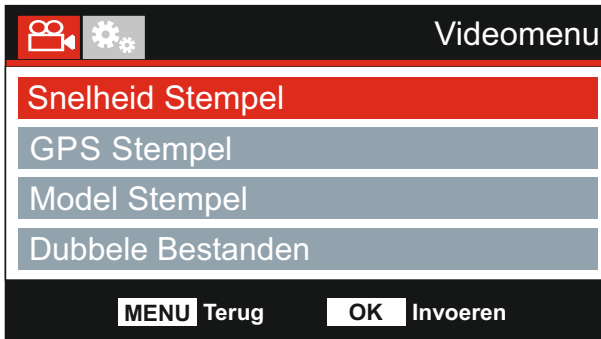 Videomenu
Snelheid Stempel
GPS Stempel
Model Stempel
Dubbele Bestanden
MENU Terug OK Invoeren